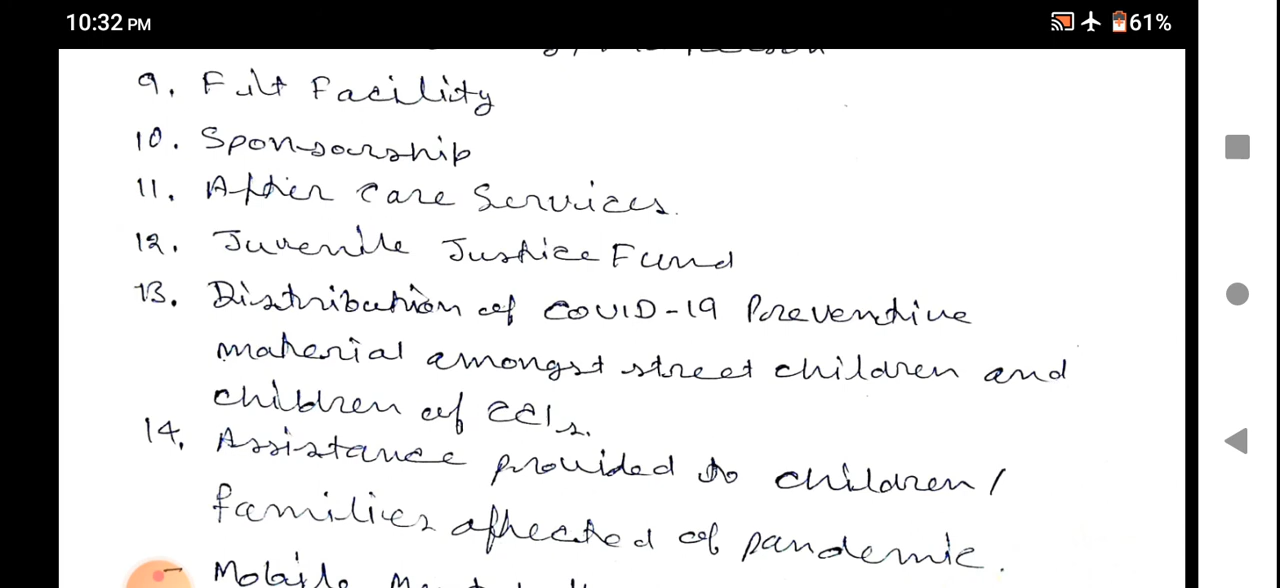 10:32 PM
61%
9. Fit Facility
10. Sponsorship
11. After Care Services.
12. Juvenile Justice Fund
13. Distribution of COVID-19 Preventive
material amongst street children and
children of CCIs.
14. Assistance provided to children/
families affected of pandemic.
Mobile